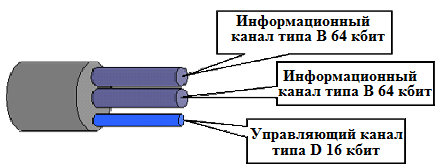 Информационный
канал типа В 64 кбит
Информационный
канал типа В 64 кбит
Управляющий канал
типа D 16 кбит